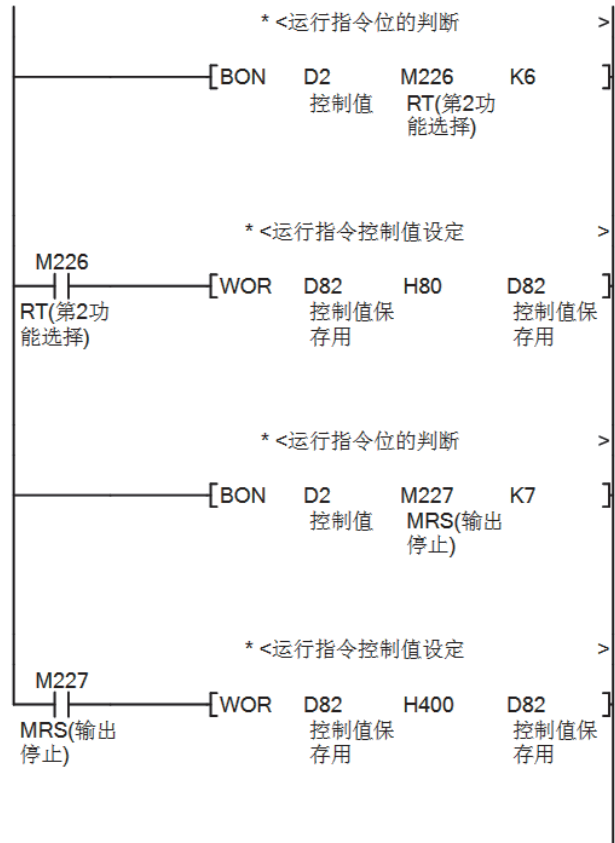 * <运行指令位的判断 >
BON D2 M226 K6
控制值 RT(第2功
能选择)
* <运行指令控制值设定 >
M226
WOR D82 H80 D82
RT(第2功 控制值保 控制值保
能选择) 存用 存用
* <运行指令位的判断 >
BON D2 M227 K7
控制值 MRS(输出
停止)
* <运行指令控制值设定 >
M227
WOR D82 H400 D82
MRS(输出 控制值保 控制值保
停止) 存用 存用